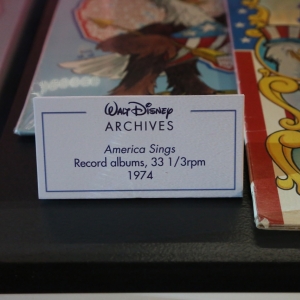 WALT DISNEY
ARCHIVES
America Sings
Record albums, 33 1/3rpm
1974